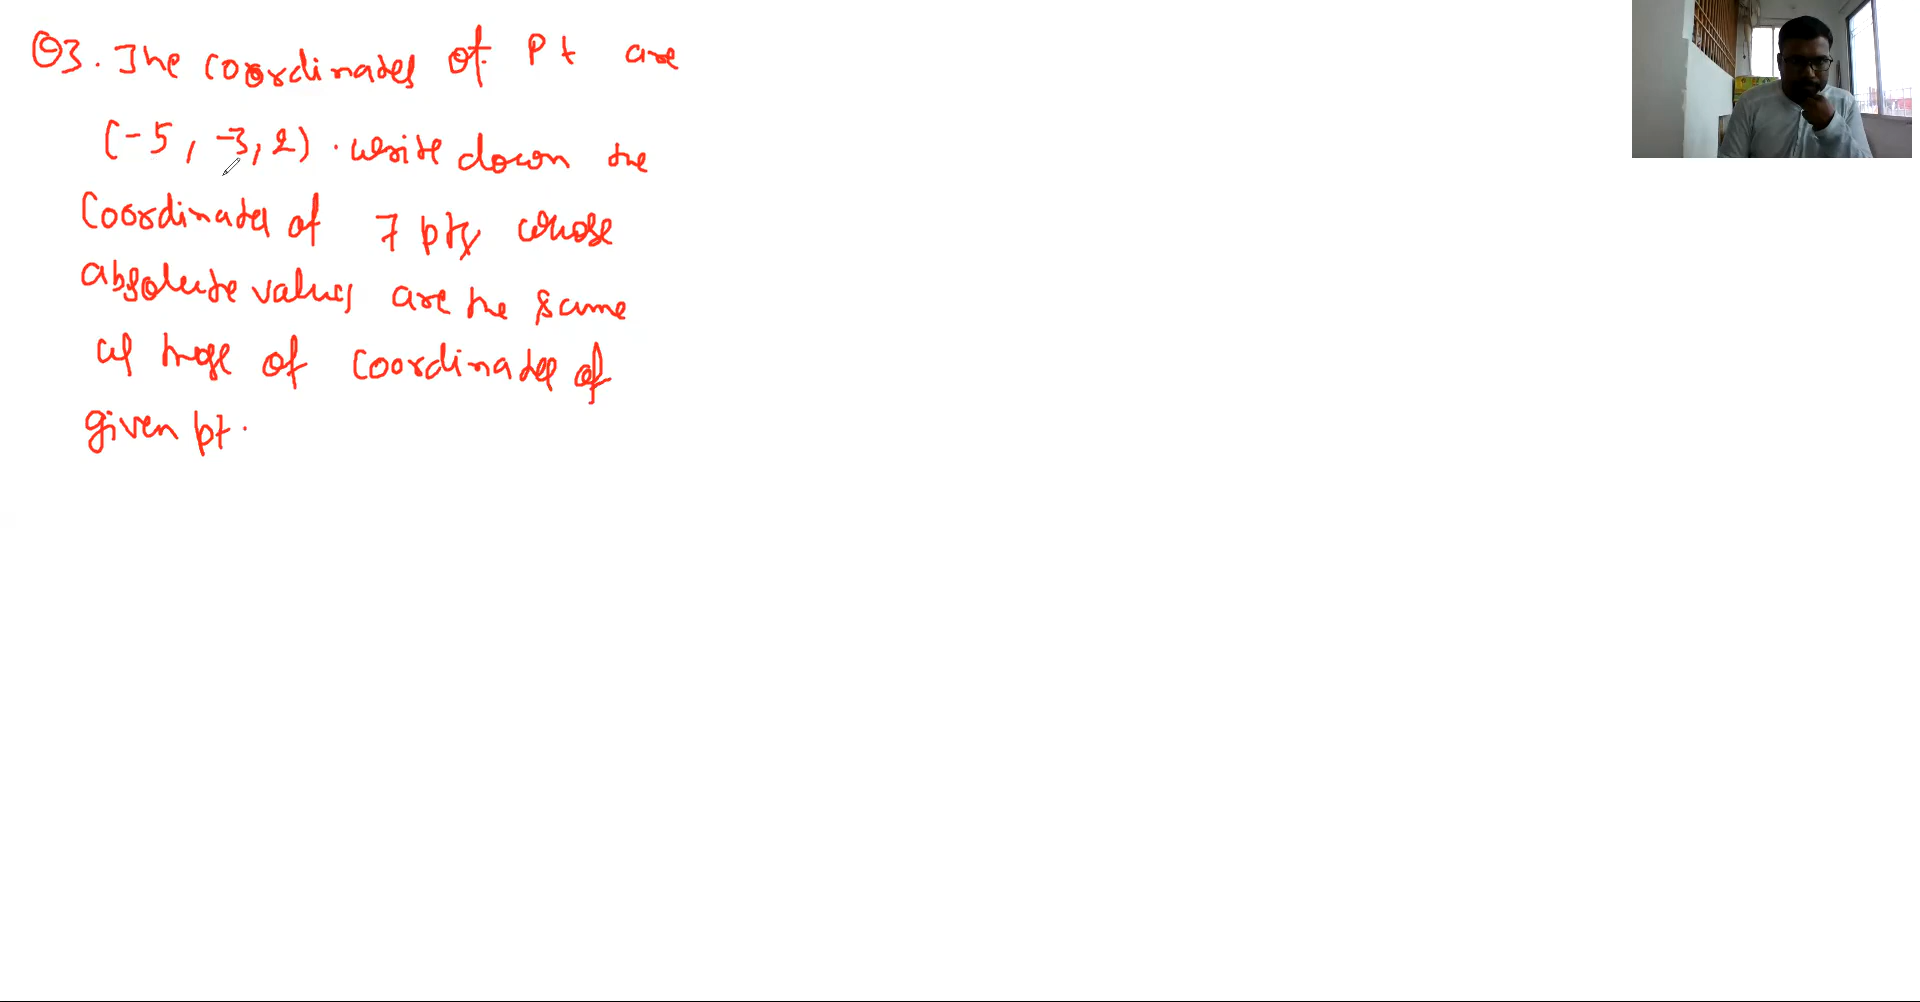 Q3. The coordinates of Pt are
(-5, -3, 2). write down the
Coordinates of 7 pts whose
absolute values are the same
as those of coordinates of
given pt.